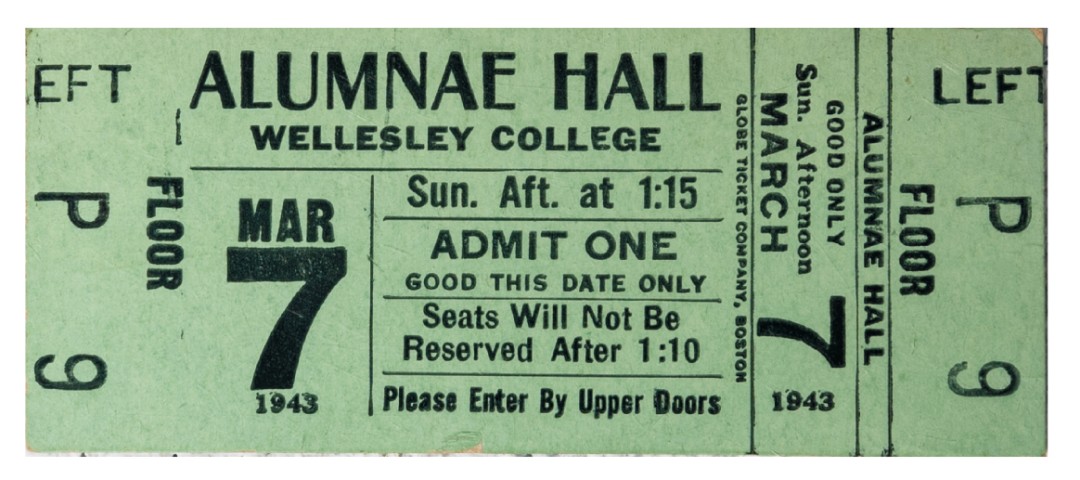 EFT
P
9
FLOOR
ALUMNAE HALL
WELLESLEY COLLEGE
MAR
7
1943
Sun. Aft. at 1:15
ADMIT ONE
GOOD THIS DATE ONLY
Seats Will Not Be
Reserved After 1:10
Please Enter By Upper Doors
GLOBE TICKET COMPANY, BOSTON
GOOD ONLY
Sun. Afternoon
MARCH
7
1943
ALUMNAE HALL
FLOOR
LEFT
P
9